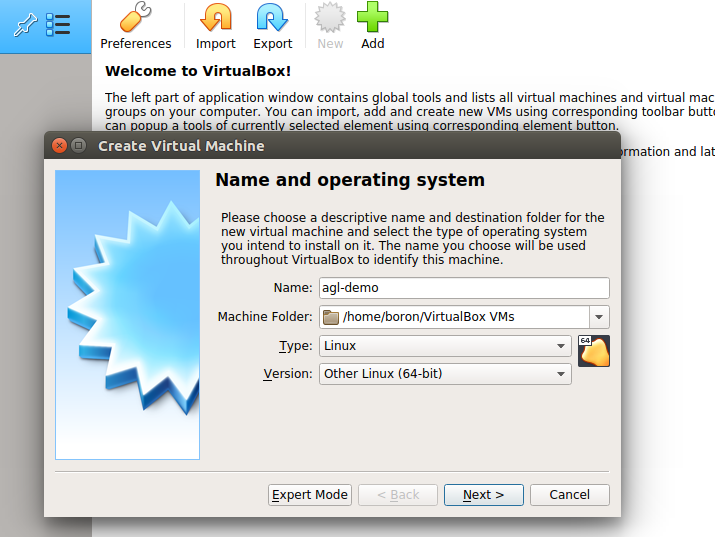 Preferences Import Export New Add
Welcome to VirtualBox!
The left part of application window contains global tools and lists all virtual machines and virtual mac
groups on your computer. You can import, add and create new VMs using corresponding toolbar butto
can popup a tools of currently selected element using corresponding element button.
ormation and lat
Create Virtual Machine
Name and operating system
Please choose a descriptive name and destination folder for the
new virtual machine and select the type of operating system
you intend to install on it. The name you choose will be used
throughout VirtualBox to identify this machine.
Name: agl-demo
Machine Folder: /home/boron/VirtualBox VMs
Type: Linux
64
Version: Other Linux (64-bit)
Expert Mode < Back Next > Cancel